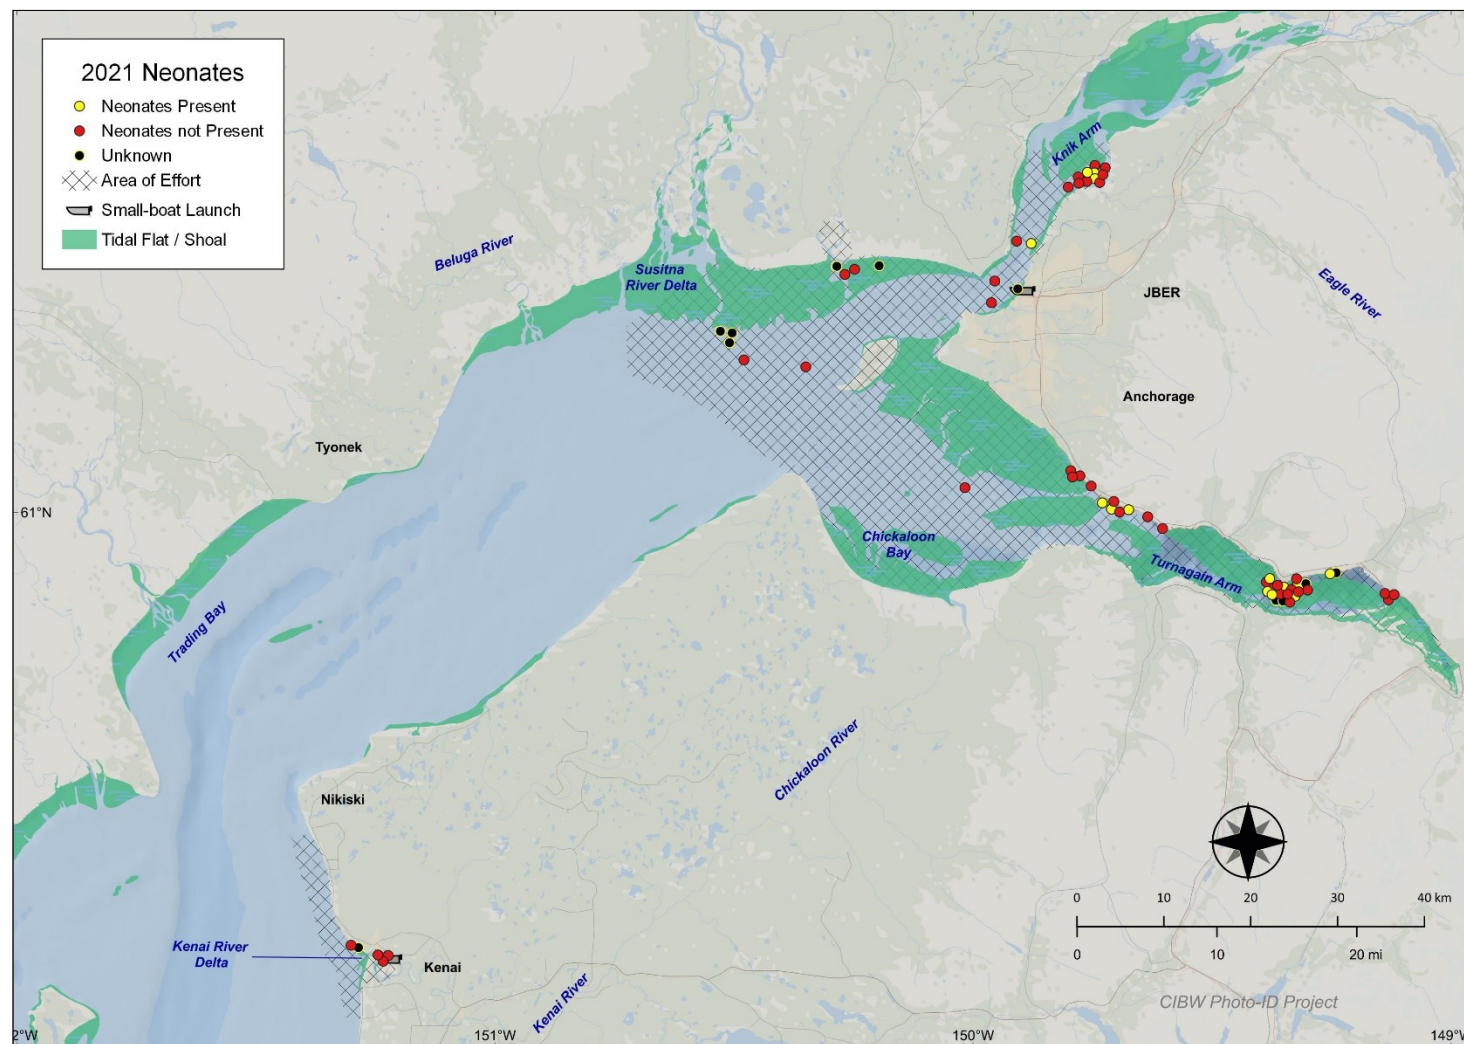 2021 Neonates
Neonates Present
Neonates not Present
Unknown
Area of Effort
Small-boat Launch
Tidal Flat / Shoal
Knik Arm
Beluga River
Susitna
River Delta
JBER
Eagle River
Anchorage
Tyonek
61°N
Chickaloon
Bay
Turnagain Arm
Trading Bay
Chickaloon River
Nikiski
0 10 20 30 40 km
0 10 20 mi
Kenai River
Delta
Kenai
Kenai River
CIBW Photo-ID Project
2°W 151°W 150°W 149°W